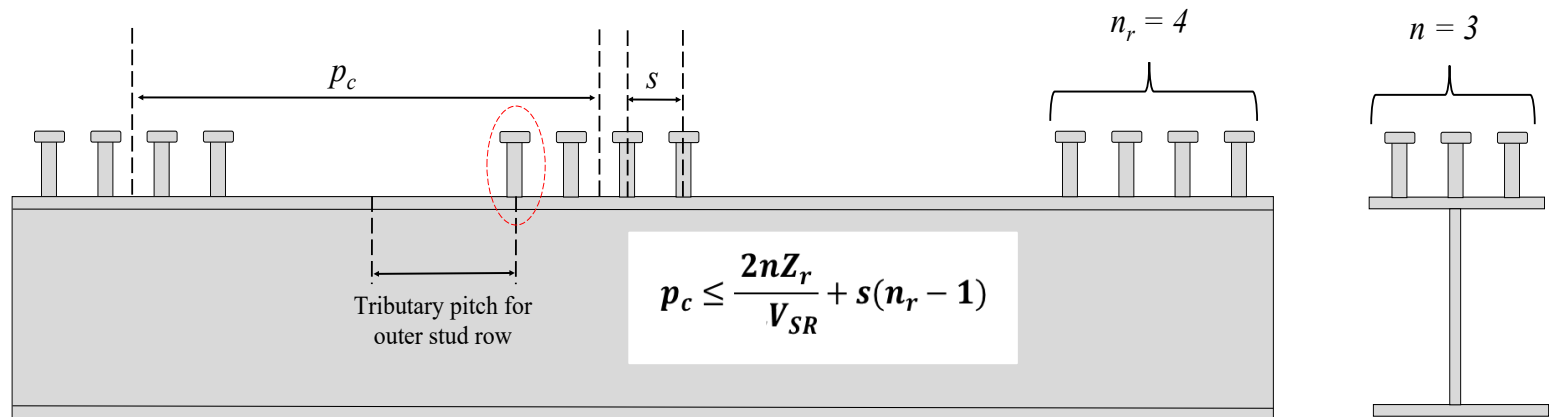 n_r = 4
n = 3
p_c
s
Tributary pitch for
outer stud row
p_c ≤ 2nZ_r / V_SR + s(n_r − 1)